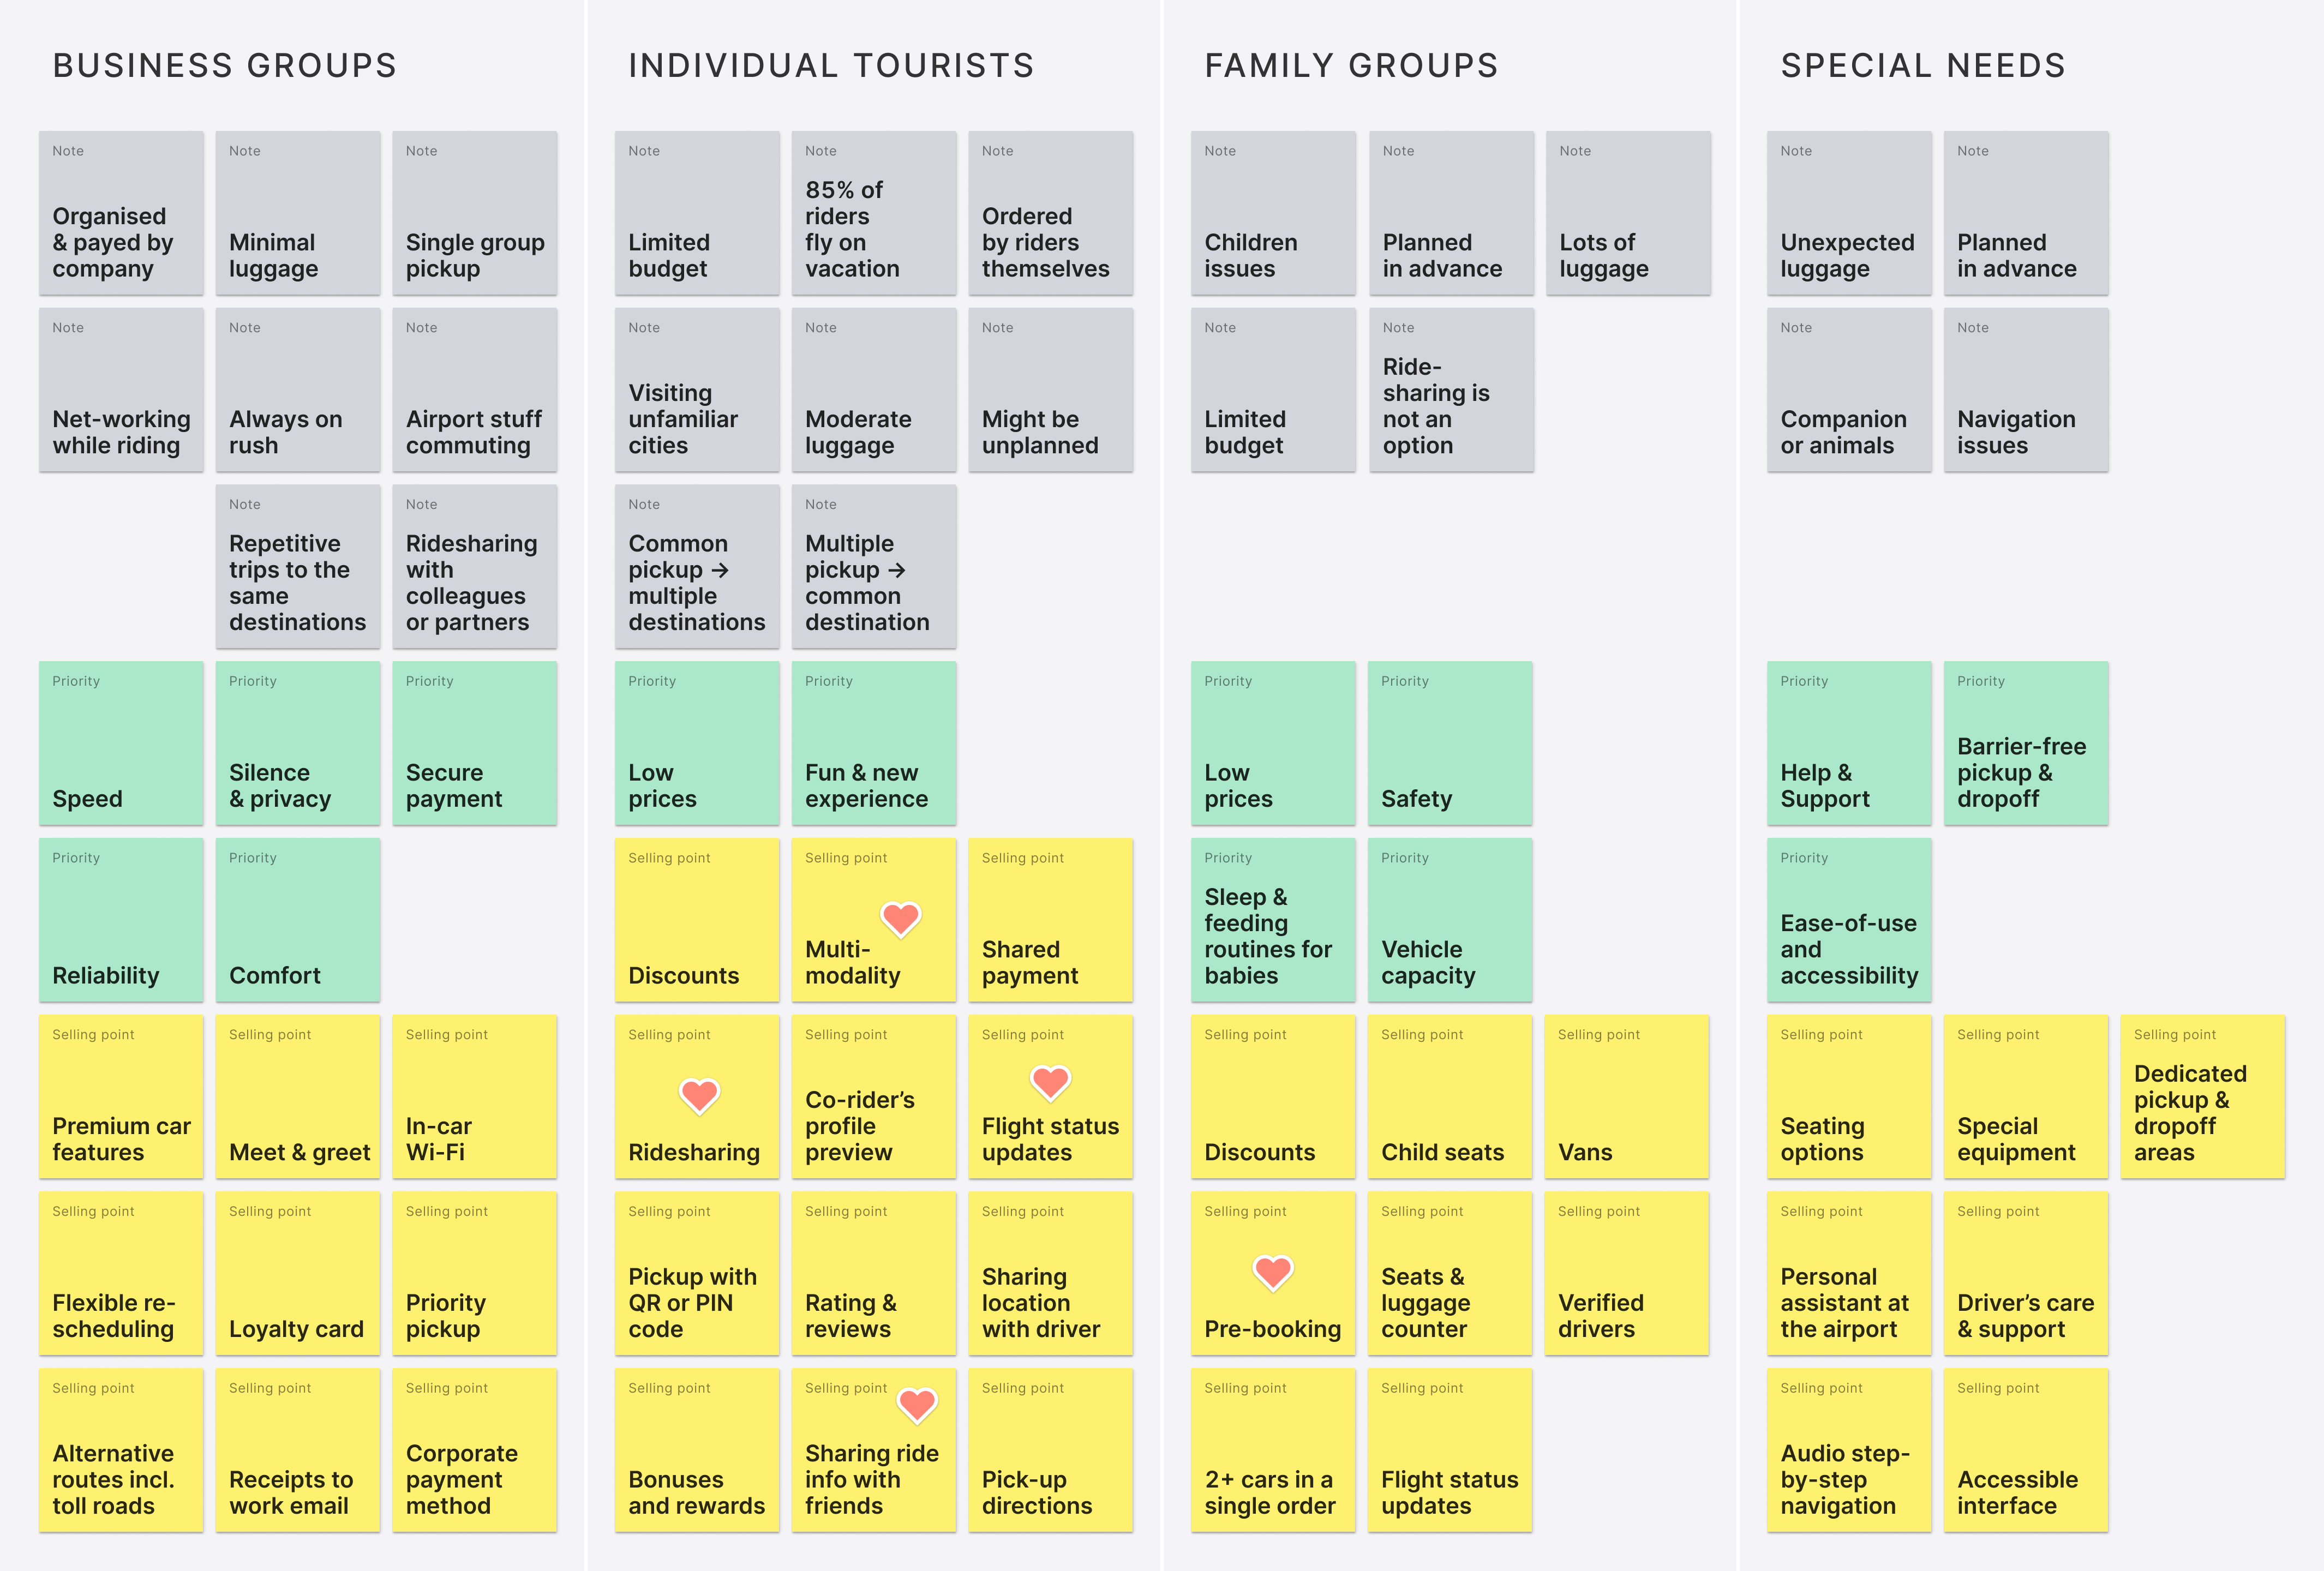 BUSINESS GROUPS
Note
Organised
& payed by
company
Note
Minimal
luggage
Note
Single group
pickup
Note
Net-working
while riding
Note
Always on
rush
Note
Airport stuff
commuting
Note
Repetitive
trips to the
same
destinations
Note
Ridesharing
with
colleagues
or partners
Priority
Speed
Priority
Silence
& privacy
Priority
Secure
payment
Priority
Reliability
Priority
Comfort
Selling point
Premium car
features
Selling point
Meet & greet
Selling point
In-car
Wi-Fi
Selling point
Flexible re-
scheduling
Selling point
Loyalty card
Selling point
Priority
pickup
Selling point
Alternative
routes incl.
toll roads
Selling point
Receipts to
work email
Selling point
Corporate
payment
method
INDIVIDUAL TOURISTS
Note
Limited
budget
Note
85% of
riders
fly on
vacation
Note
Ordered
by riders
themselves
Note
Visiting
unfamiliar
cities
Note
Moderate
luggage
Note
Might be
unplanned
Note
Common
pickup →
multiple
destinations
Note
Multiple
pickup →
common
destination
Priority
Low
prices
Priority
Fun & new
experience
Selling point
Discounts
Selling point
Multi-
modality
Selling point
Shared
payment
Selling point
Ridesharing
Selling point
Co-rider’s
profile
preview
Selling point
Flight status
updates
Selling point
Pickup with
QR or PIN
code
Selling point
Rating &
reviews
Selling point
Sharing
location
with driver
Selling point
Bonuses
and rewards
Selling point
Sharing ride
info with
friends
Selling point
Pick-up
directions
FAMILY GROUPS
Note
Children
issues
Note
Planned
in advance
Note
Lots of
luggage
Note
Limited
budget
Note
Ride-
sharing is
not an
option
Priority
Low
prices
Priority
Safety
Priority
Sleep &
feeding
routines for
babies
Priority
Vehicle
capacity
Selling point
Discounts
Selling point
Child seats
Selling point
Vans
Selling point
Pre-booking
Selling point
Seats &
luggage
counter
Selling point
Verified
drivers
Selling point
2+ cars in a
single order
Selling point
Flight status
updates
SPECIAL NEEDS
Note
Unexpected
luggage
Note
Planned
in advance
Note
Companion
or animals
Note
Navigation
issues
Priority
Help &
Support
Priority
Barrier-free
pickup &
dropoff
Priority
Ease-of-use
and
accessibility
Selling point
Seating
options
Selling point
Special
equipment
Selling point
Dedicated
pickup &
dropoff
areas
Selling point
Personal
assistant at
the airport
Selling point
Driver’s care
& support
Selling point
Audio step-
by-step
navigation
Selling point
Accessible
interface